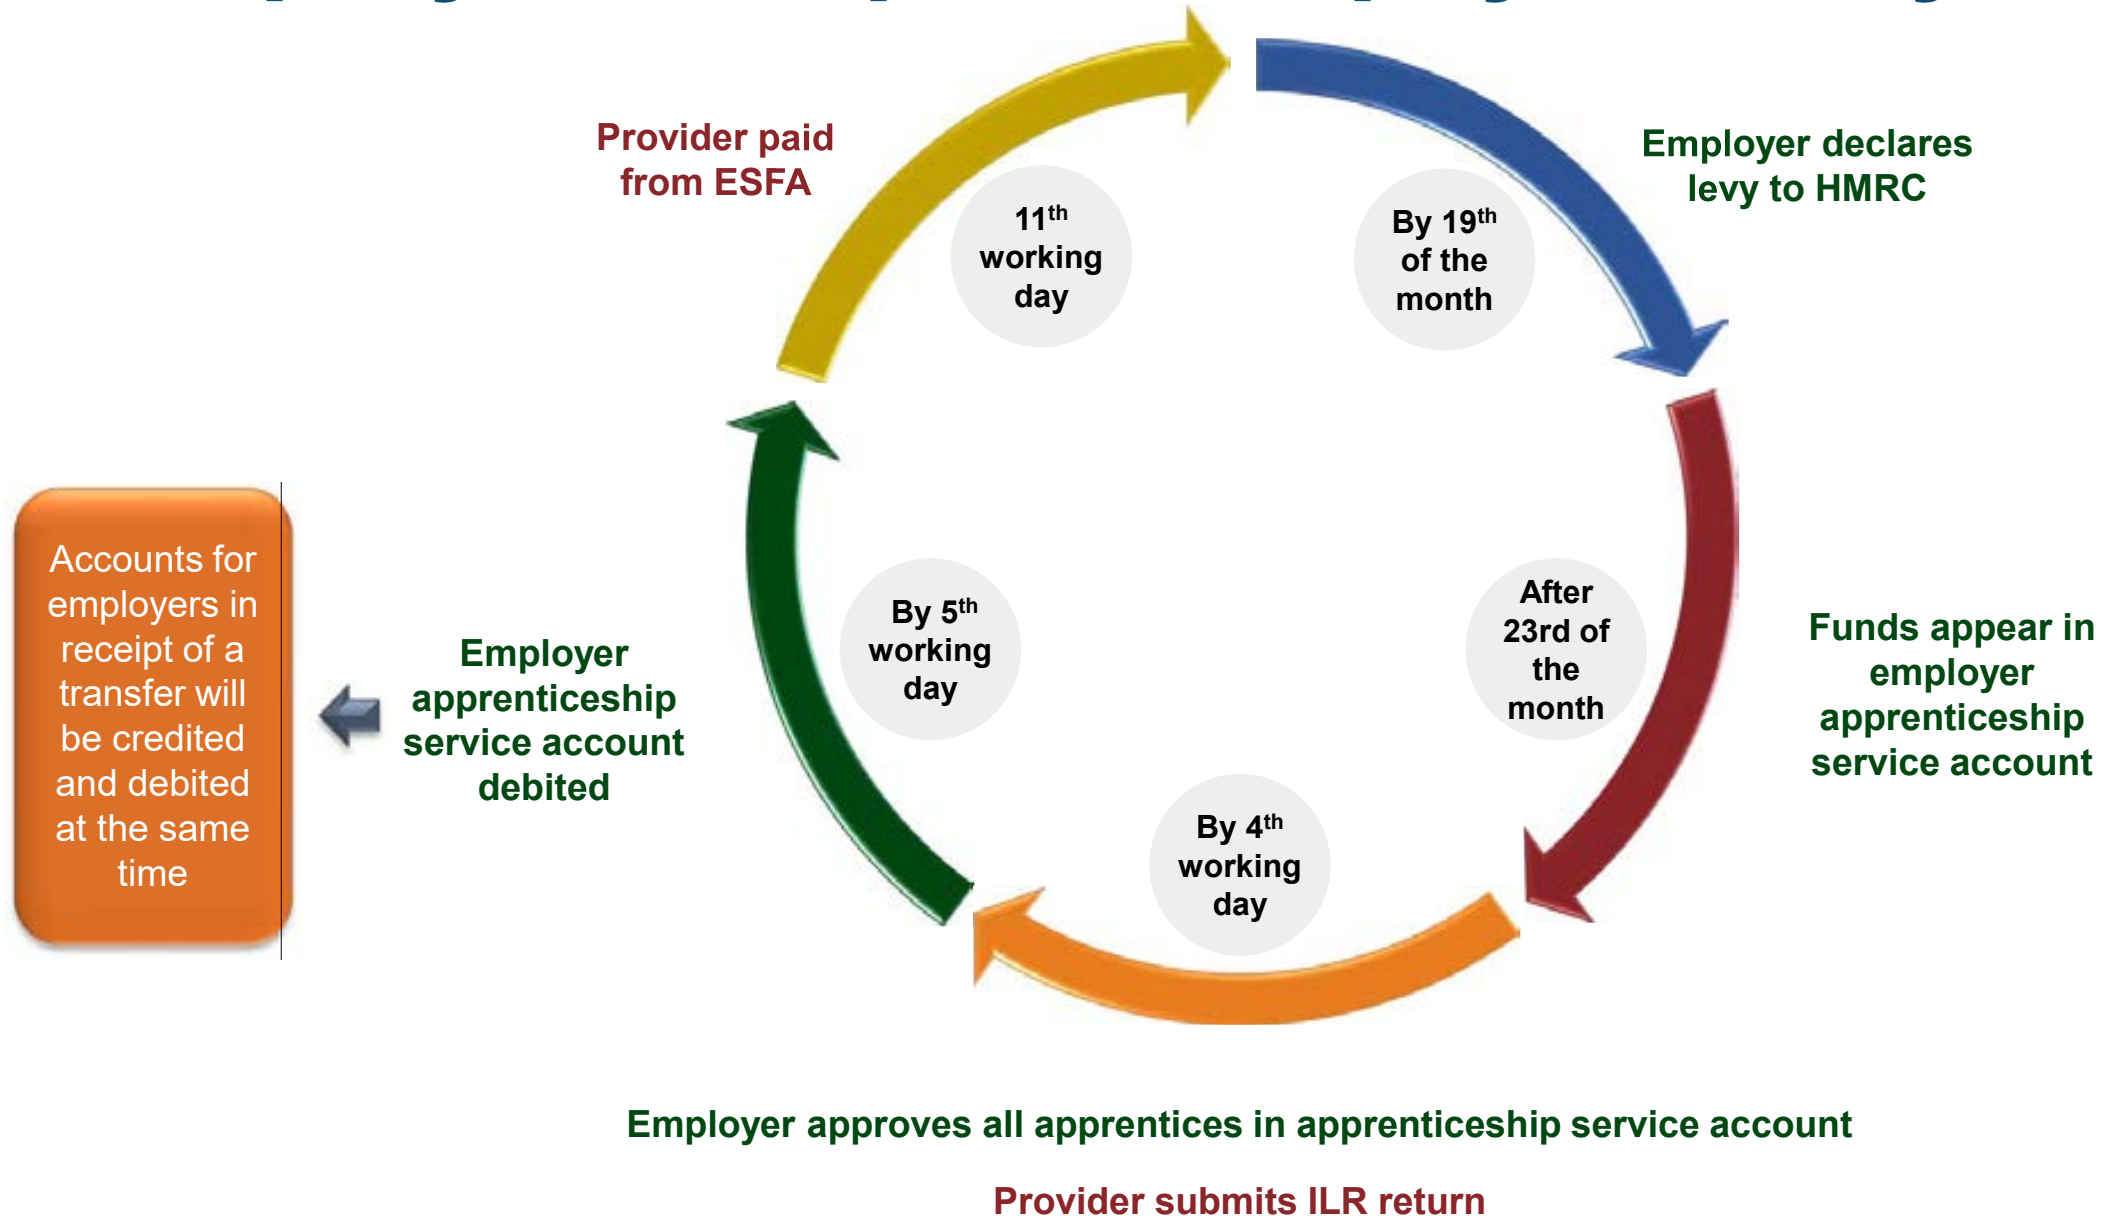 Provider paid
from ESFA
11th
working
day
Employer declares
levy to HMRC
By 19th
of the
month
Funds appear in
employer
apprenticeship
service account
After
23rd of
the
month
By 4th
working
day
Employer approves all apprentices in apprenticeship service account
Provider submits ILR return
By 5th
working
day
Employer
apprenticeship
service account
debited
Accounts for
employers in
receipt of a
transfer will
be credited
and debited
at the same
time